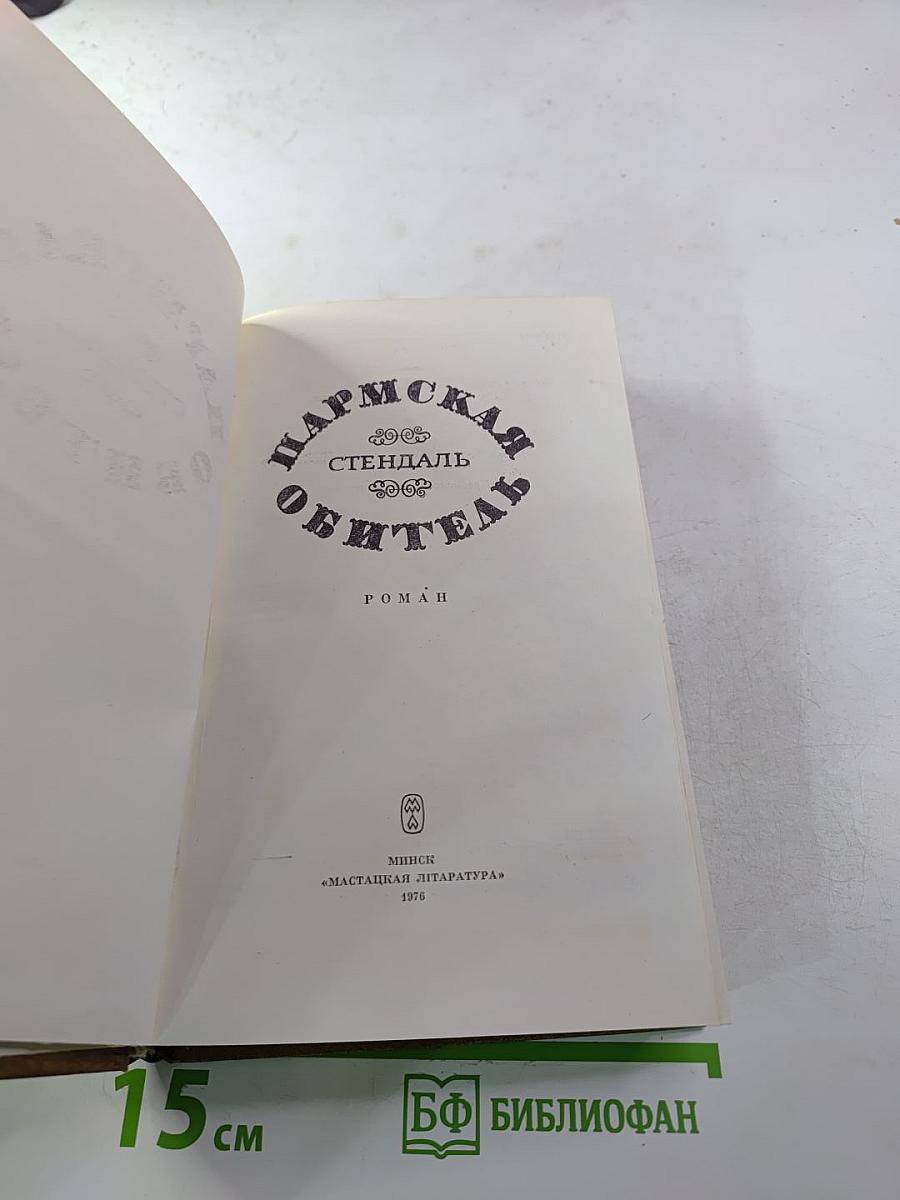 ПАРМСКАЯ
СТЕНДАЛЬ
ОБИТЕЛЬ
РОМАН
МИНСК
«МАСТАЦКАЯ ЛІТАРАТУРА»
1976
15 см
БФ БИБЛИОФАН